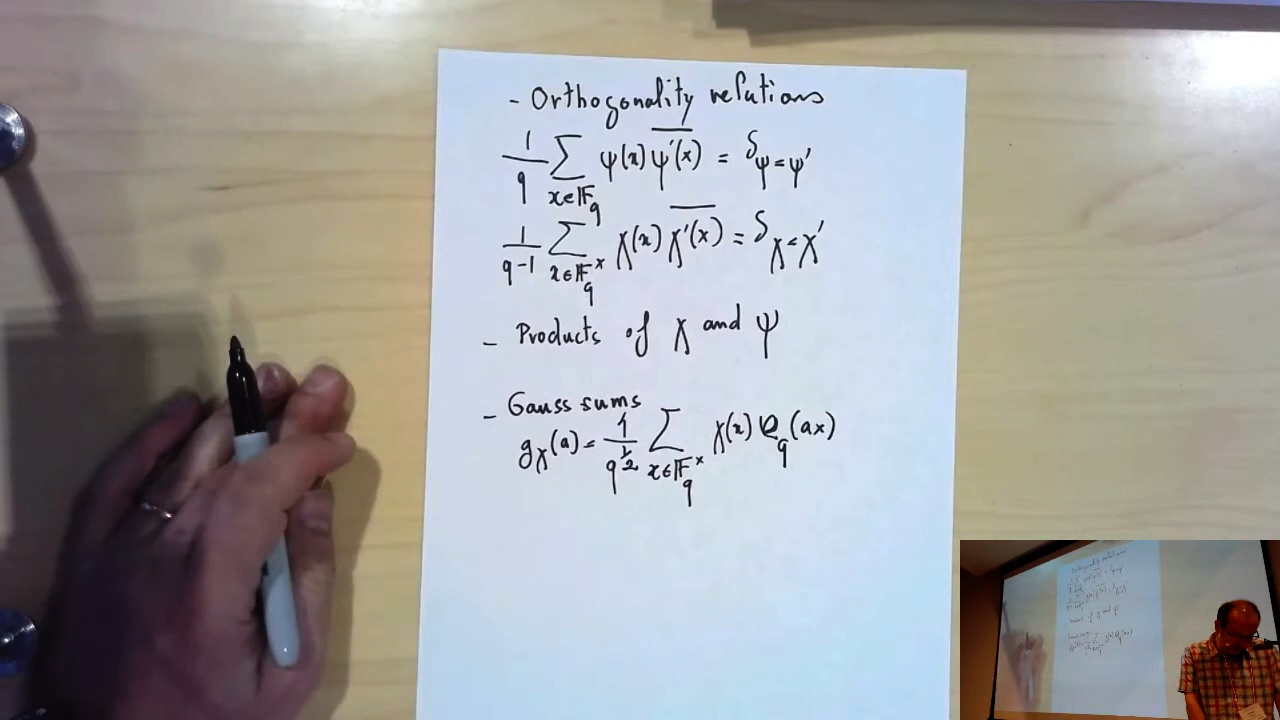 - Orthogonality relations
1/q ∑_{x∈𝔽_q} ψ(x) \overline{ψ'(x)} = δ_{ψ=ψ'}
1/(q-1) ∑_{x∈𝔽_q^×} χ(x) \overline{χ'(x)} = δ_{χ=χ'}
- Products of χ and ψ
- Gauss sums
g_χ(a) = 1/q^{1/2} ∑_{x∈𝔽_q^×} χ(x) e_q(ax)